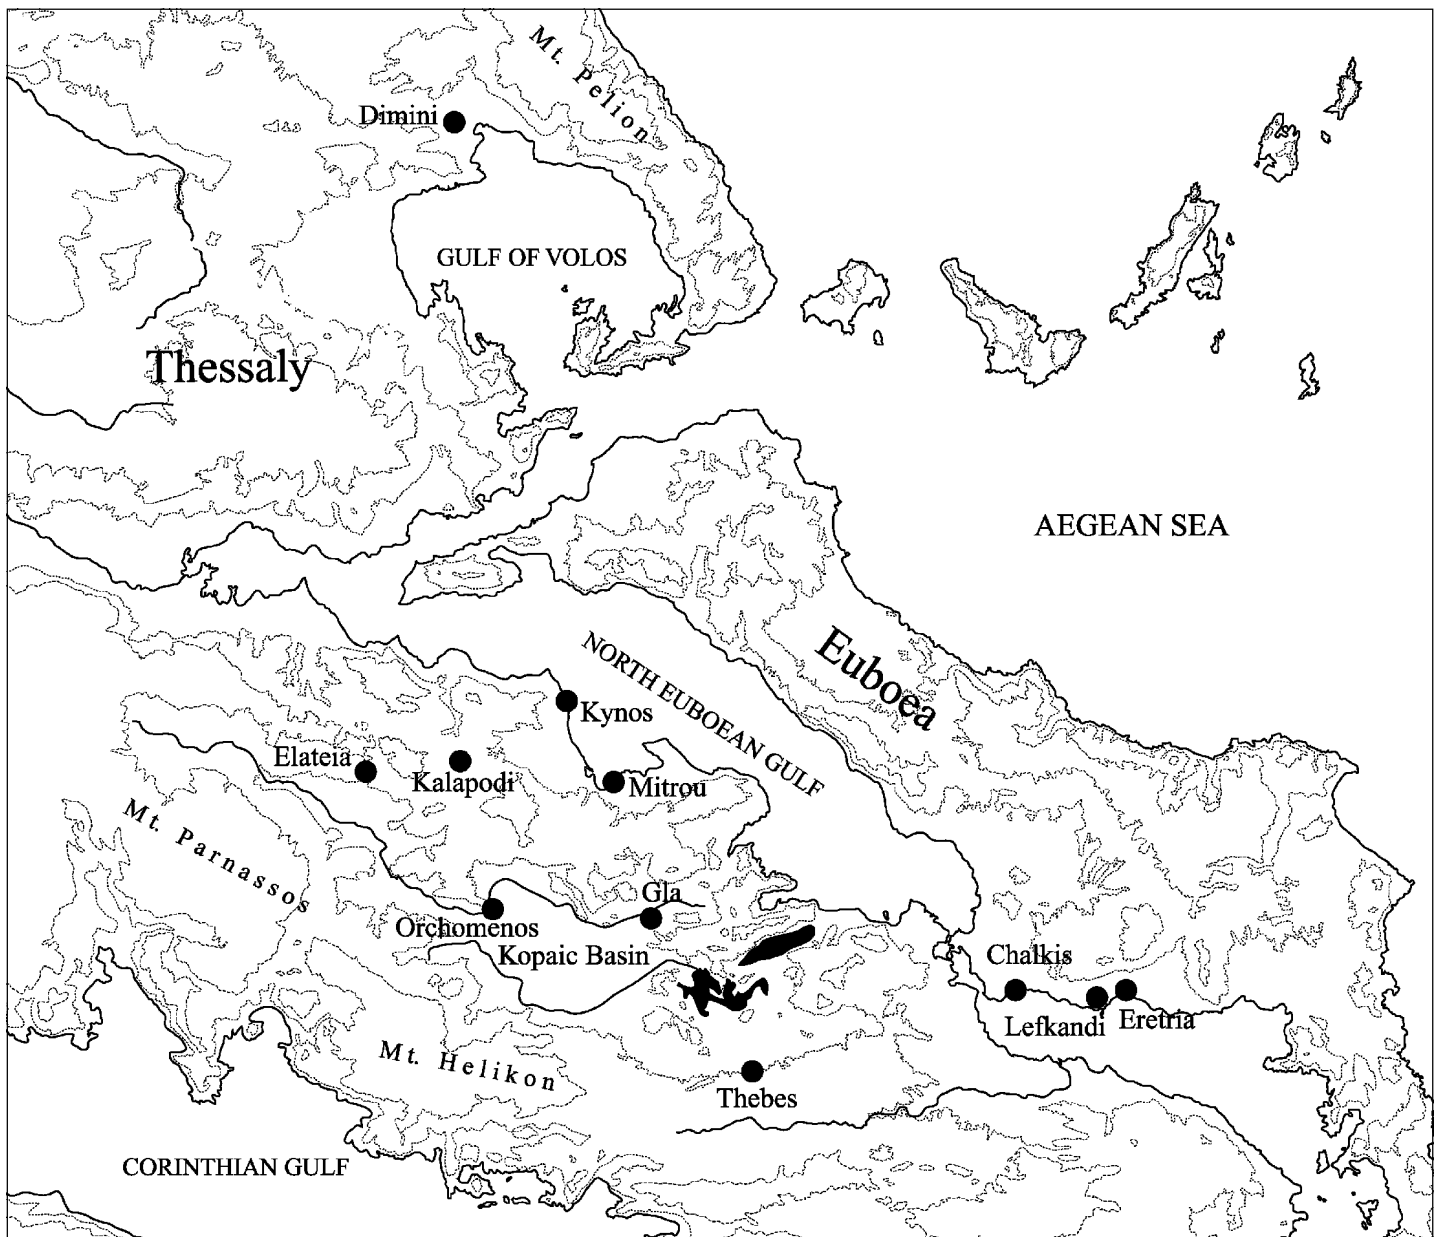 Mt. Pelion
Dimini
GULF OF VOLOS
Thessaly
AEGEAN SEA
Euboea
NORTH EUBOEAN GULF
Kynos
Elateia
Kalapodi
Mitrou
Mt. Parnassos
Gla
Orchomenos
Kopaic Basin
Chalkis
Lefkandi
Eretria
Mt. Helikon
Thebes
CORINTHIAN GULF